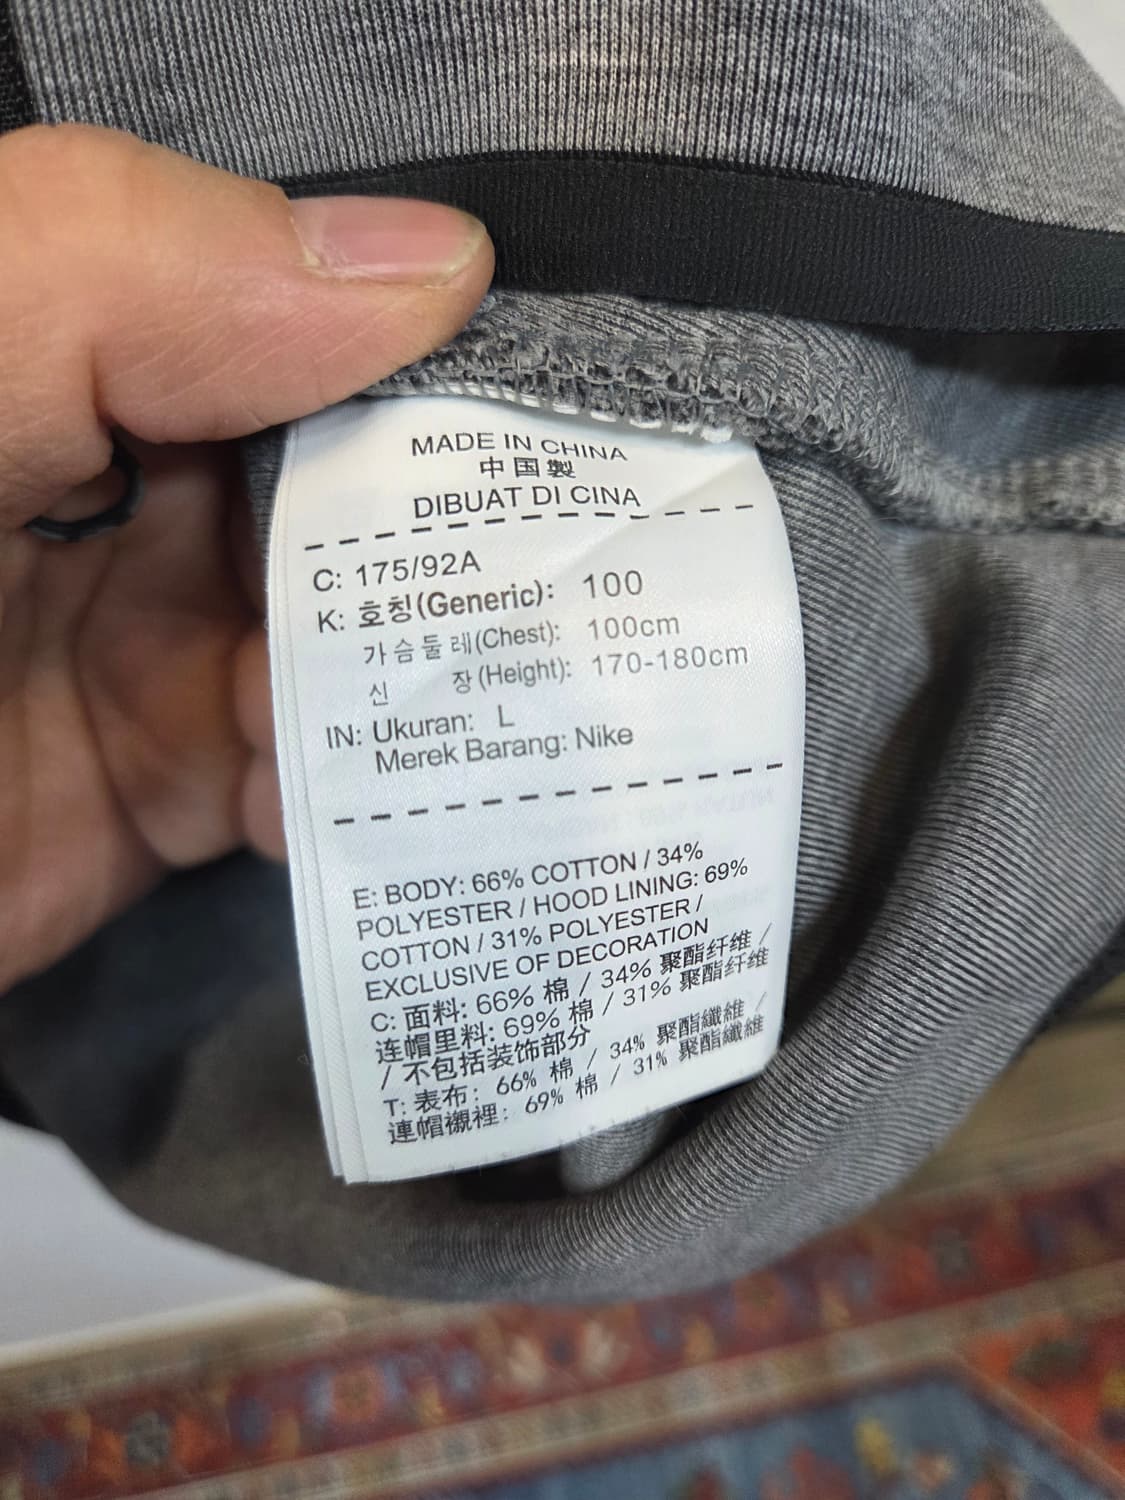 MADE IN CHINA
中国製
DIBUAT DI CINA
C: 175/92A
K: 호칭(Generic): 100
가슴둘레(Chest): 100cm
신 장(Height): 170-180cm
IN: Ukuran: L
Merek Barang: Nike
E: BODY: 66% COTTON / 34%
POLYESTER / HOOD LINING: 69%
COTTON / 31% POLYESTER /
EXCLUSIVE OF DECORATION
C: 面料: 66% 棉 / 34% 聚酯纤维 /
连帽里料: 69% 棉 / 31% 聚酯纤维
/ 不包括装饰部分
T: 表布: 66% 棉 / 34% 聚酯纖維 /
連帽襯裡: 69% 棉 / 31% 聚酯纖維